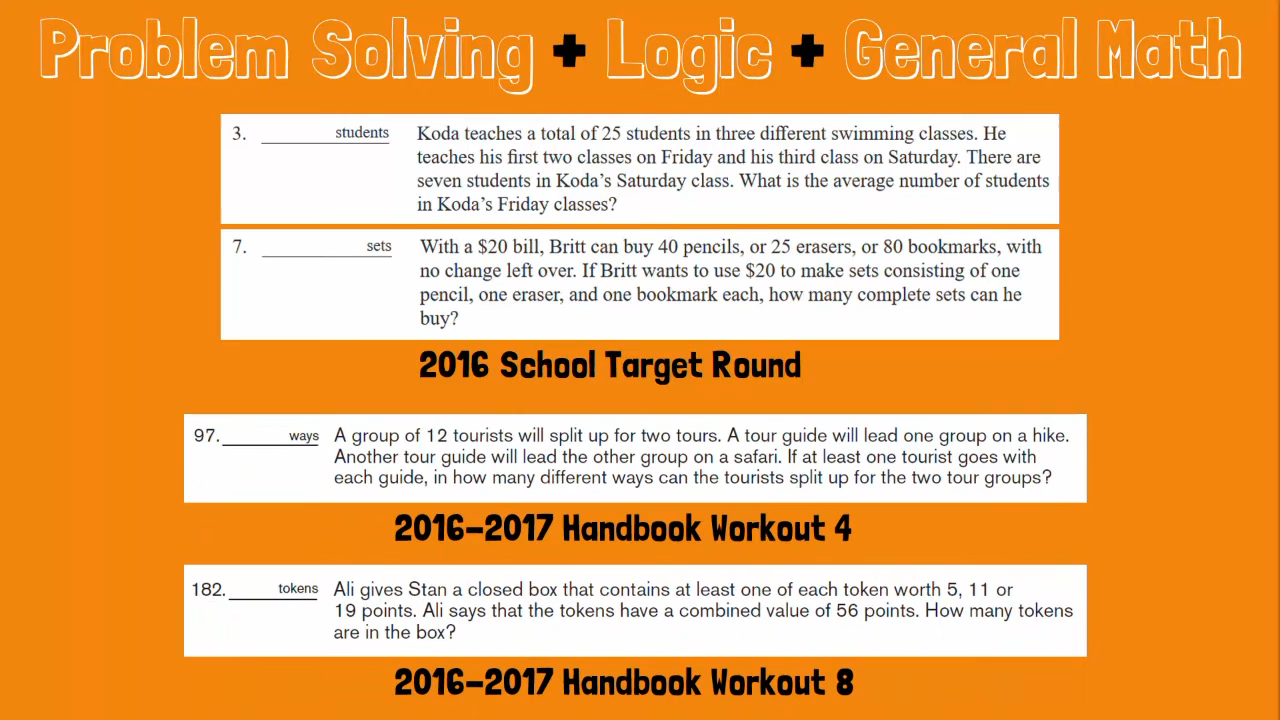 Problem Solving + Logic + General Math
3. ________ students Koda teaches a total of 25 students in three different swimming classes. He
teaches his first two classes on Friday and his third class on Saturday. There are
seven students in Koda's Saturday class. What is the average number of students
in Koda's Friday classes?
7. ________ sets With a $20 bill, Britt can buy 40 pencils, or 25 erasers, or 80 bookmarks, with
no change left over. If Britt wants to use $20 to make sets consisting of one
pencil, one eraser, and one bookmark each, how many complete sets can he
buy?
2016 School Target Round
97. ________ ways A group of 12 tourists will split up for two tours. A tour guide will lead one group on a hike.
Another tour guide will lead the other group on a safari. If at least one tourist goes with
each guide, in how many different ways can the tourists split up for the two tour groups?
2016-2017 Handbook Workout 4
182. ________ tokens Ali gives Stan a closed box that contains at least one of each token worth 5, 11 or
19 points. Ali says that the tokens have a combined value of 56 points. How many tokens
are in the box?
2016-2017 Handbook Workout 8